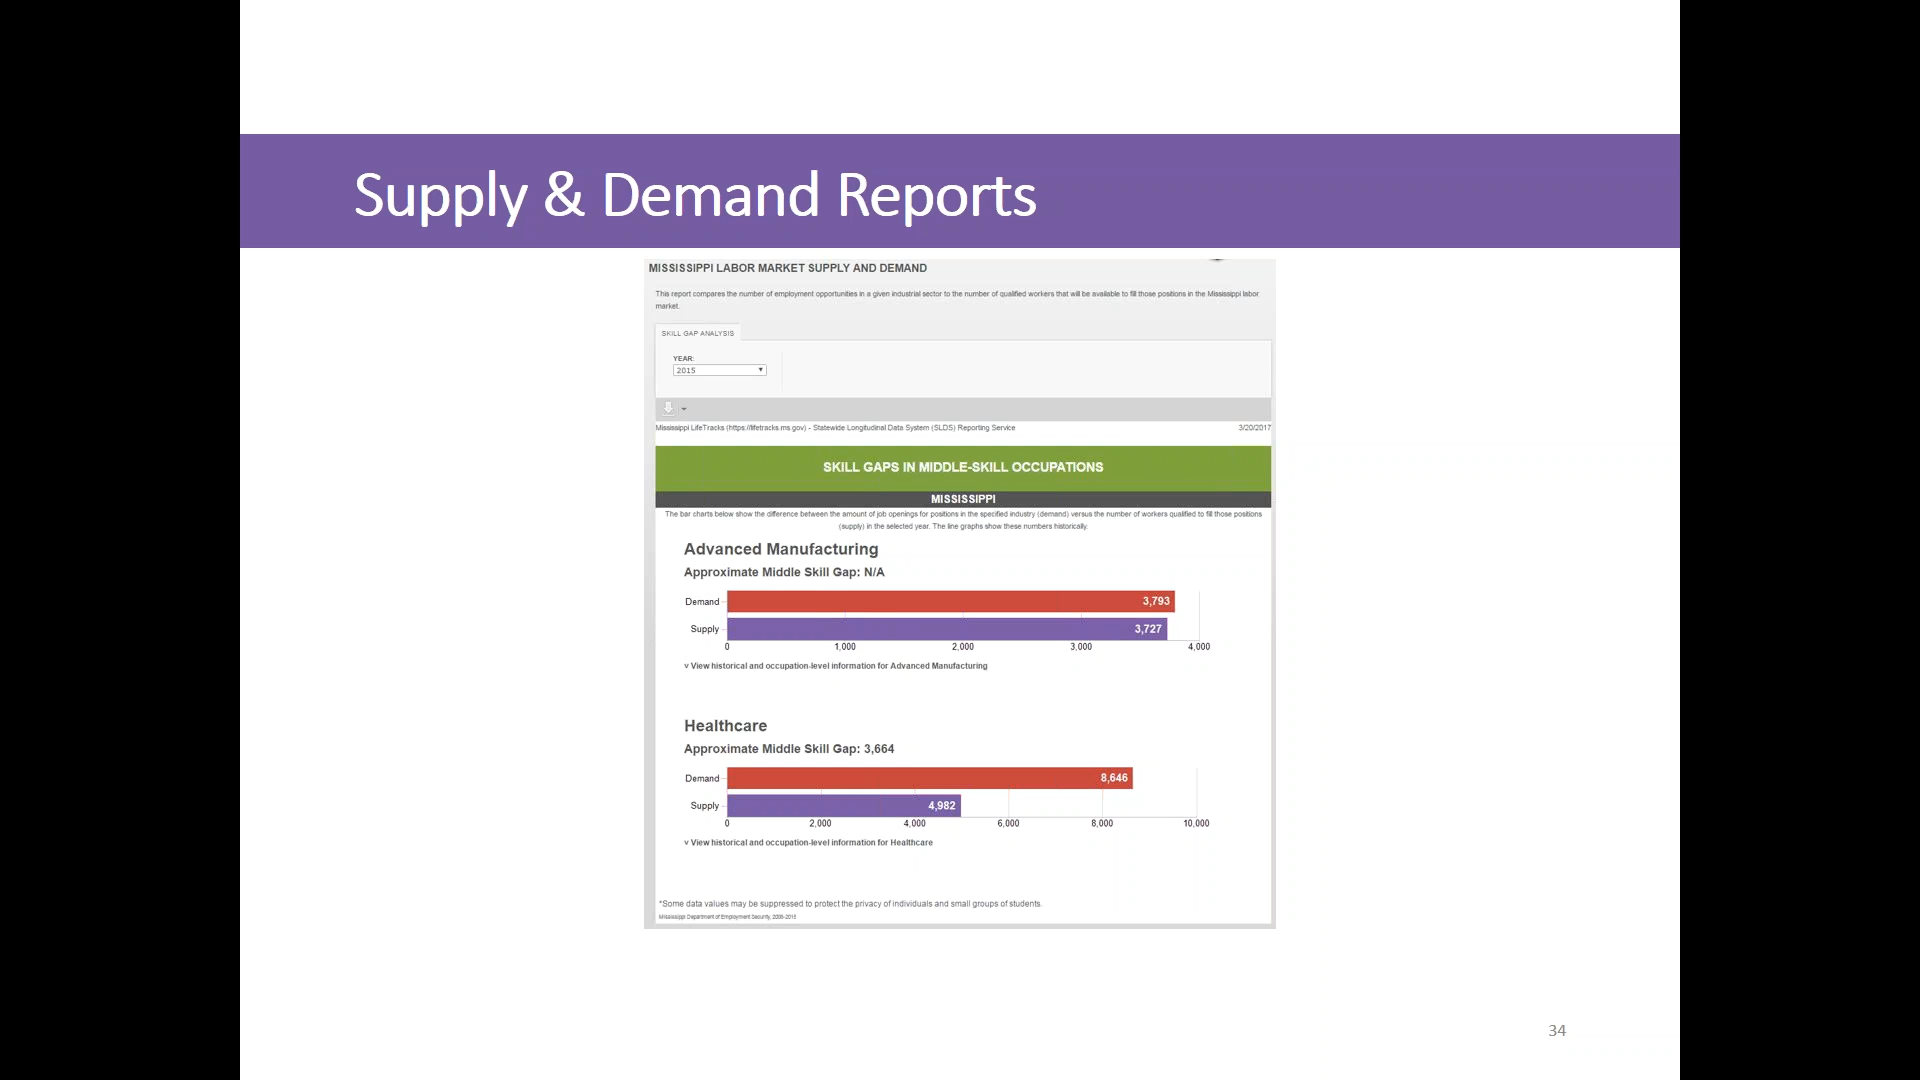 Supply & Demand Reports
MISSISSIPPI LABOR MARKET SUPPLY AND DEMAND
This report compares the number of employment opportunities in a given industrial sector to the number of qualified workers that will be available to fill those positions in the Mississippi labor
market.
SKILL GAP ANALYSIS
YEAR:
2015
Mississippi LifeTracks (https://lifetracks.ms.gov) - Statewide Longitudinal Data System (SLDS) Reporting Service 3/20/2017
SKILL GAPS IN MIDDLE-SKILL OCCUPATIONS
MISSISSIPPI
The bar charts below show the difference between the amount of job openings for positions in the specified industry (demand) versus the number of workers qualified to fill those positions
(supply) in the selected year. The line graphs show these numbers historically.
Advanced Manufacturing
Approximate Middle Skill Gap: N/A
Demand 3,793
Supply 3,727
0 1,000 2,000 3,000 4,000
v View historical and occupation-level information for Advanced Manufacturing
Healthcare
Approximate Middle Skill Gap: 3,664
Demand 8,646
Supply 4,982
0 2,000 4,000 6,000 8,000 10,000
v View historical and occupation-level information for Healthcare
*Some data values may be suppressed to protect the privacy of individuals and small groups of students.
Mississippi Department of Employment Security, 2006-2015
34